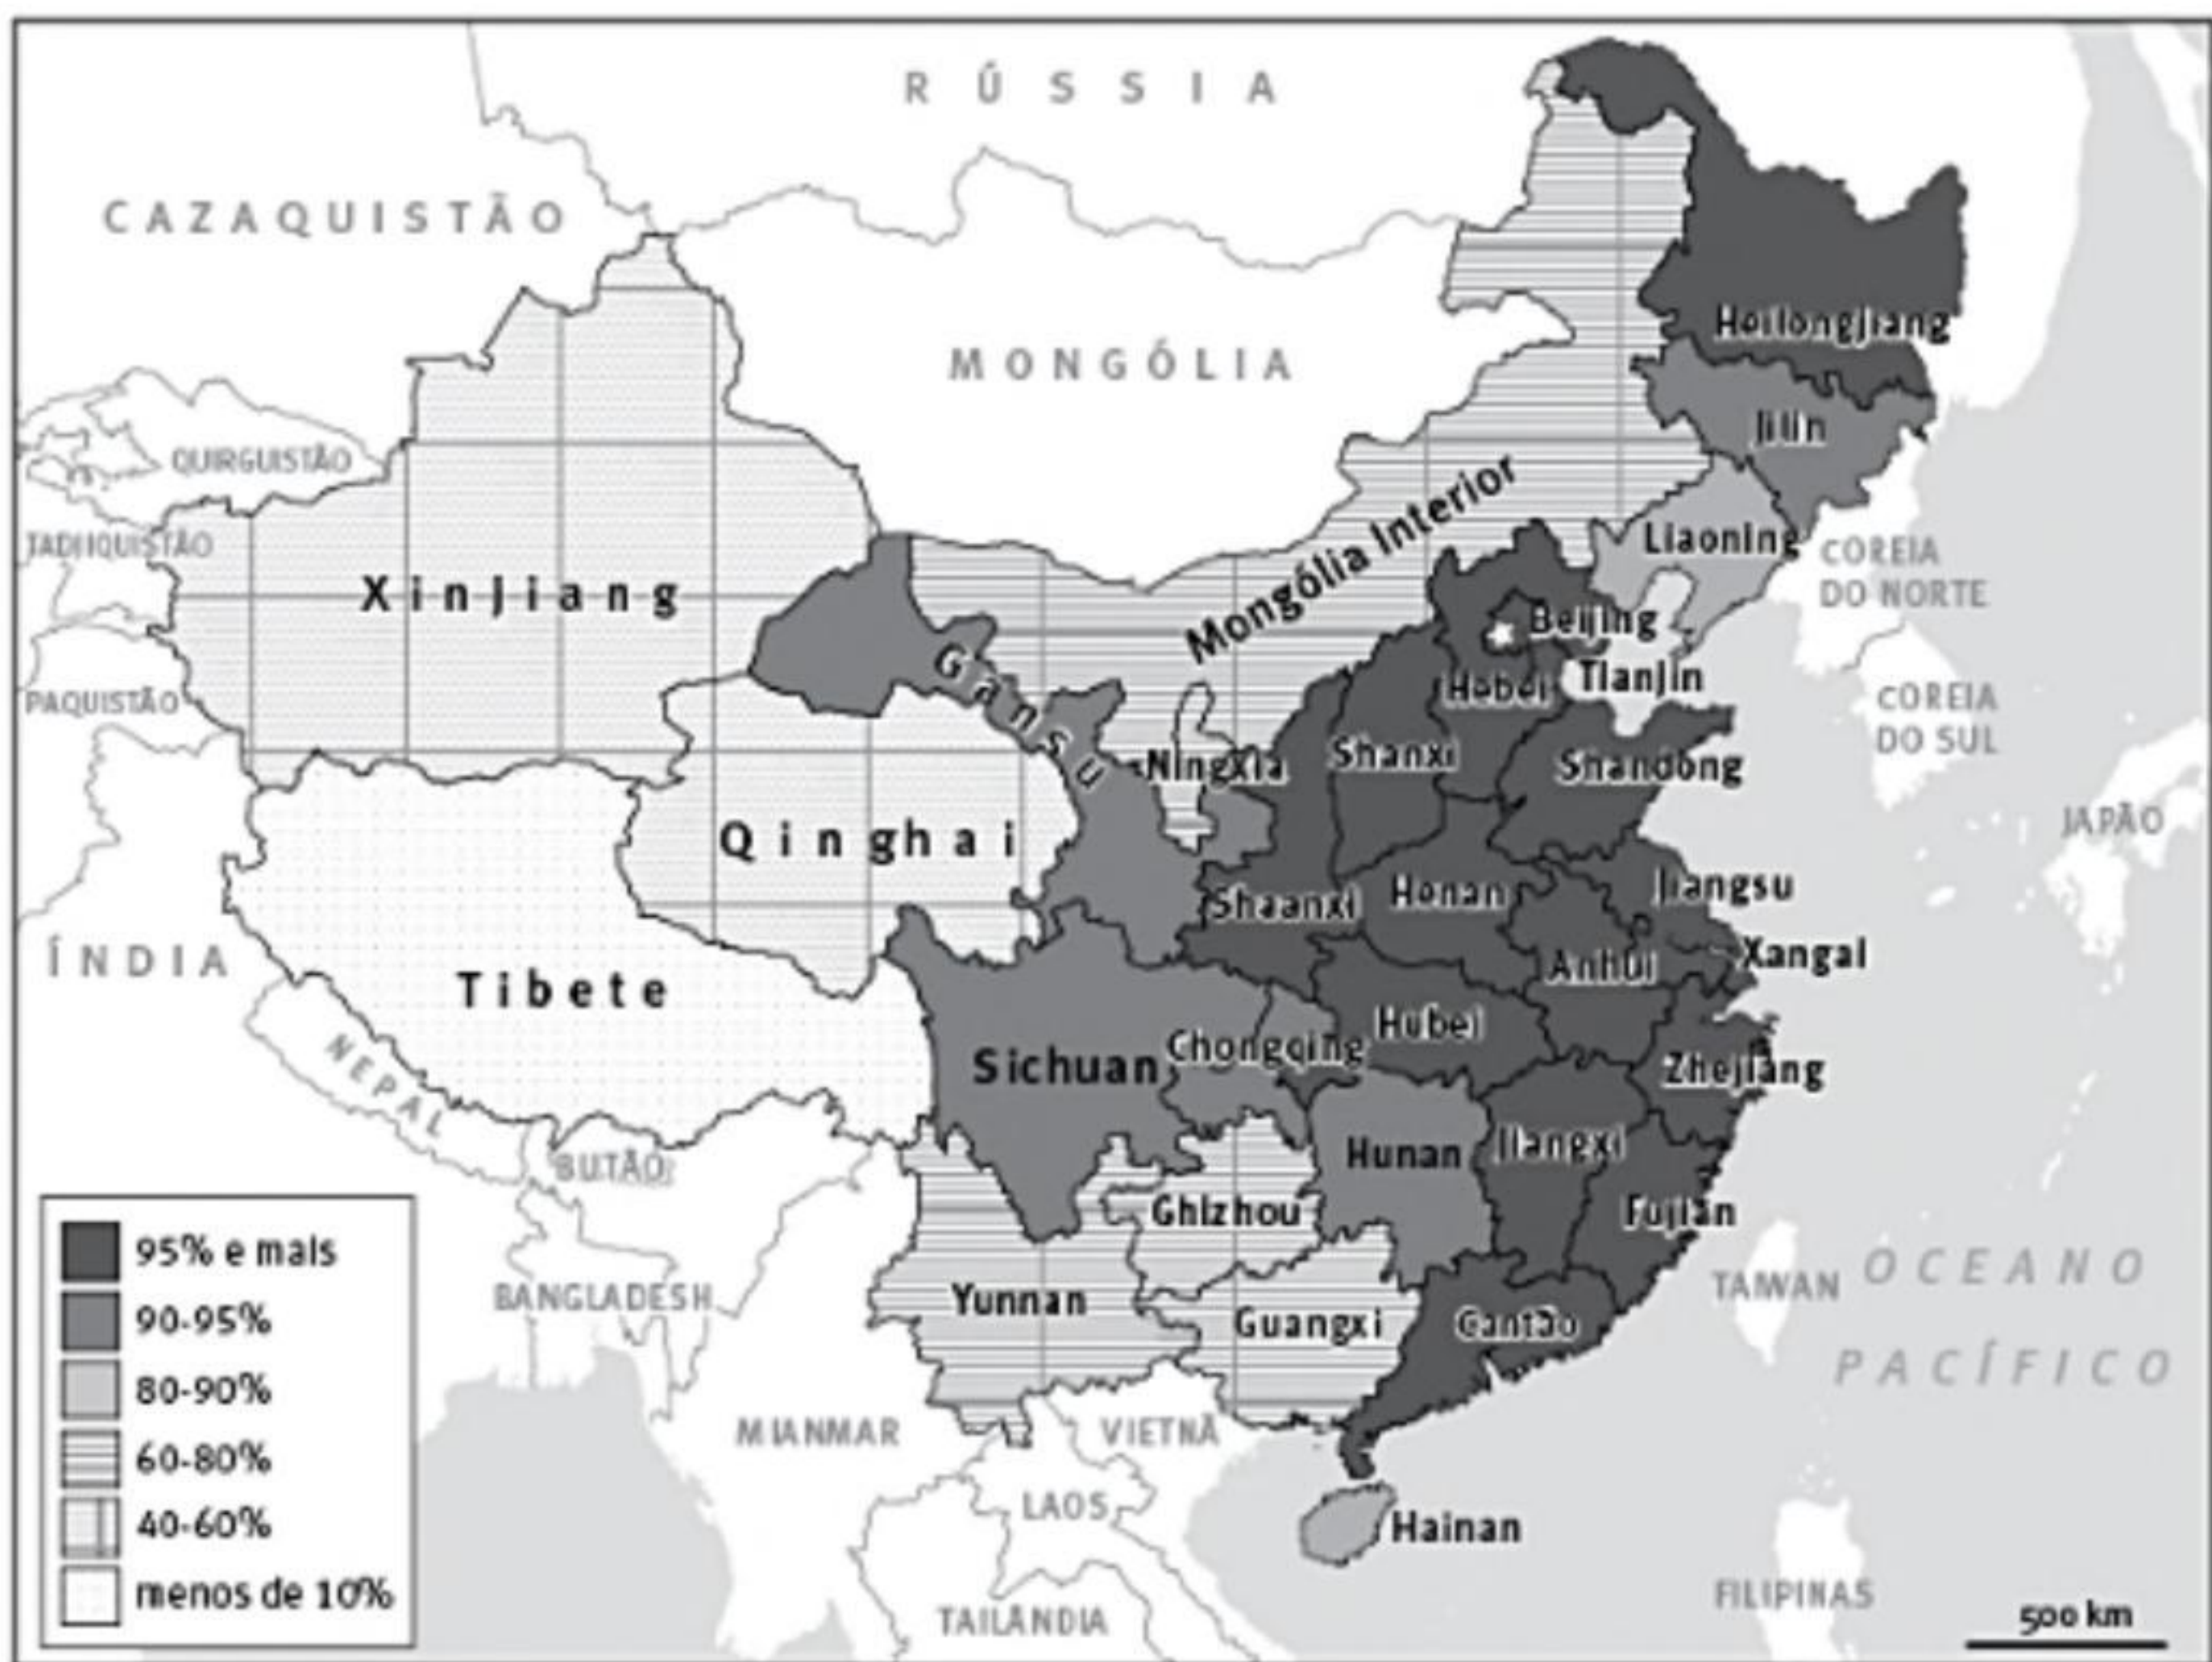 RÚSSIA
CAZAQUISTÃO
Heilongjiang
MONGÓLIA
Jilin
QUIRGUISTÃO
Liaoning
TADJIQUISTÃO
COREIA
DO NORTE
Xinjiang
Mongólia Interior
Beijing
Gansu
Hebei
Tianjin
PAQUISTÃO
COREIA
DO SUL
Ningxia
Shanxi
Shandong
JAPÃO
Qinghai
Shaanxi
Henan
Jiangsu
ÍNDIA
Xangai
Anhui
Tibete
Hubei
Chongqing
Sichuan
Zhejiang
NEPAL
Hunan
Jiangxi
BUTÃO
Ghizhou
Fujian
95% e mais
OCEANO
PACÍFICO
TAIWAN
BANGLADESH
Yunnan
Guangxi
Cantão
90-95%
80-90%
MIANMAR
VIETNÃ
60-80%
LAOS
Hainan
40-60%
menos de 10%
FILIPINAS
TAILÂNDIA
500 km